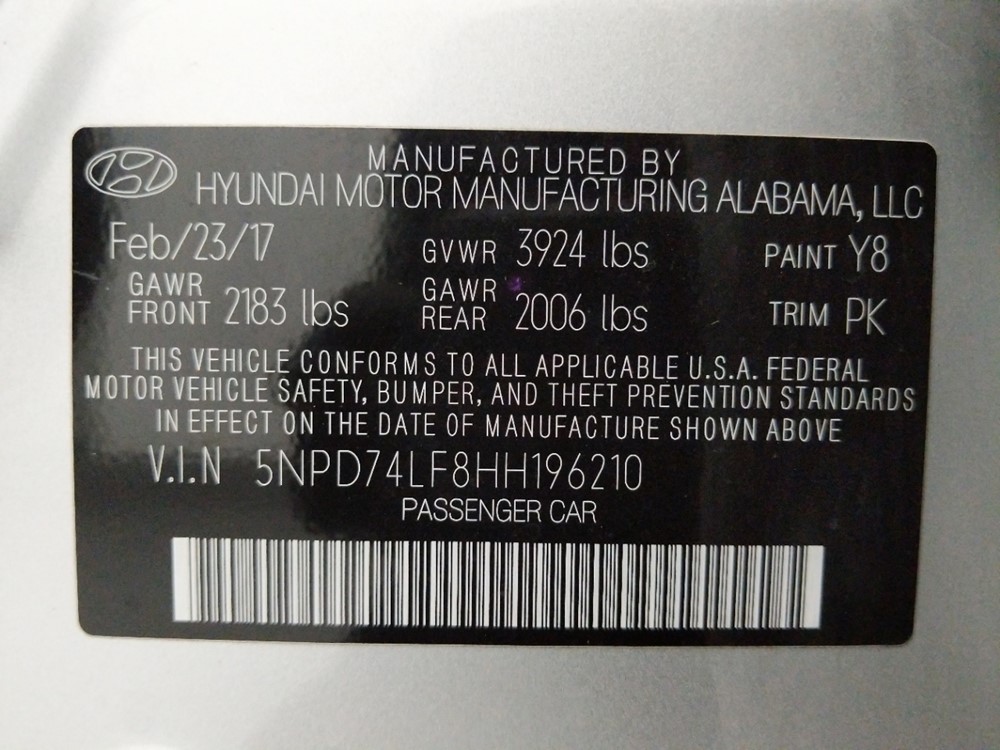 MANUFACTURED BY
HYUNDAI MOTOR MANUFACTURING ALABAMA, LLC
Feb/23/17 GVWR 3924 lbs PAINT Y8
GAWR FRONT 2183 lbs GAWR REAR 2006 lbs TRIM PK
THIS VEHICLE CONFORMS TO ALL APPLICABLE U.S.A. FEDERAL
MOTOR VEHICLE SAFETY, BUMPER, AND THEFT PREVENTION STANDARDS
IN EFFECT ON THE DATE OF MANUFACTURE SHOWN ABOVE
V.I.N 5NPD74LF8HH196210
PASSENGER CAR